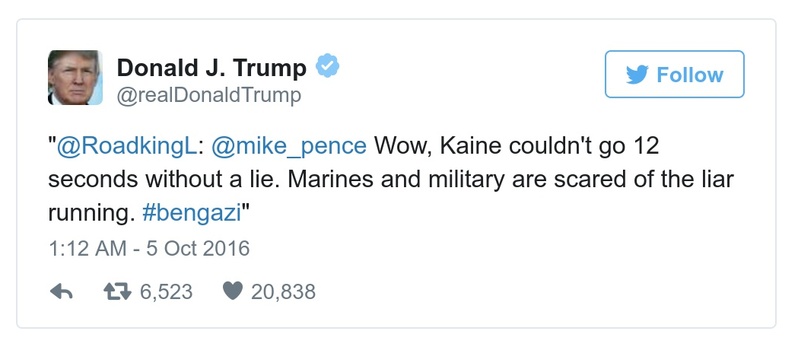 Donald J. Trump
@realDonaldTrump
Follow
"@RoadkingL: @mike_pence Wow, Kaine couldn't go 12
seconds without a lie. Marines and military are scared of the liar
running. #bengazi"
1:12 AM - 5 Oct 2016
6,523 20,838